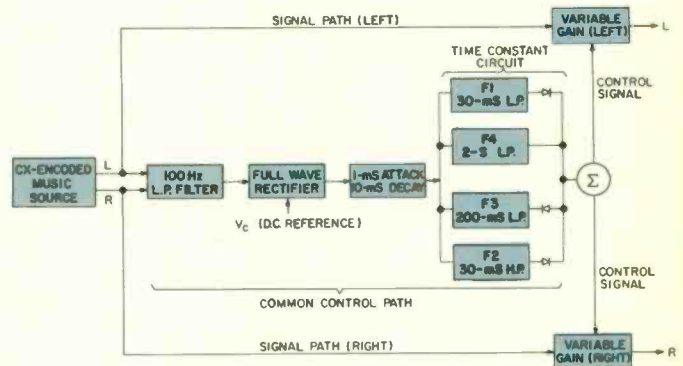 SIGNAL PATH (LEFT)
VARIABLE
GAIN (LEFT)
L
TIME CONSTANT
CIRCUIT
CONTROL
SIGNAL
F1
30-mS L.P.
F4
2-S L.P.
CX-ENCODED
MUSIC
SOURCE
L
R
100 Hz
L.P. FILTER
FULL WAVE
RECTIFIER
1-mS ATTACK
10-mS DECAY
Σ
VC (D.C. REFERENCE)
F3
200-mS L.P.
F2
30-mS H.P.
CONTROL
SIGNAL
COMMON CONTROL PATH
SIGNAL PATH (RIGHT)
VARIABLE
GAIN (RIGHT)
R